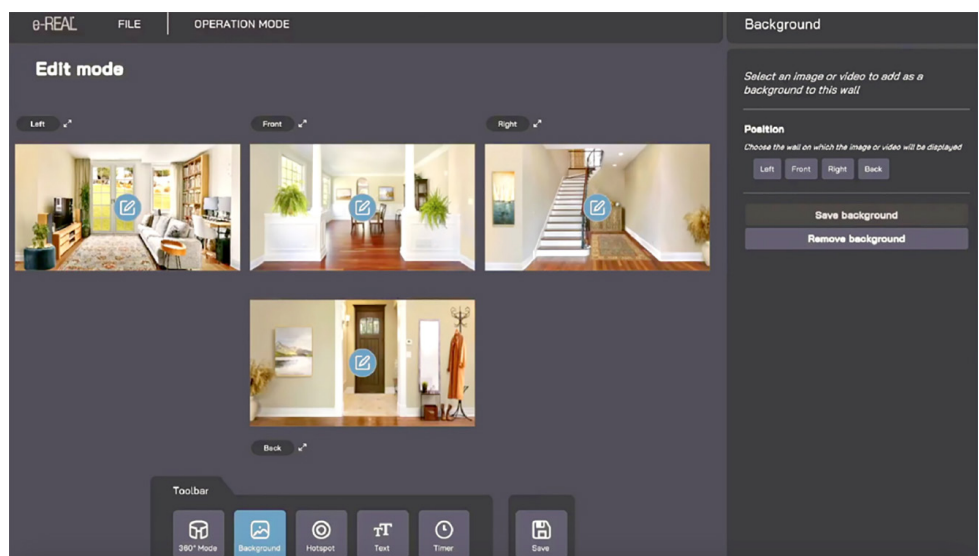 e-REAL
FILE
OPERATION MODE
Background
Edit mode
Select an image or video to add as a
background to this wall
Left
Front
Right
Position
Choose the wall on which the image or video will be displayed
Left
Front
Right
Back
Save background
Remove background
Back
Toolbar
360° Mode
Background
Hotspot
Text
Timer
Save